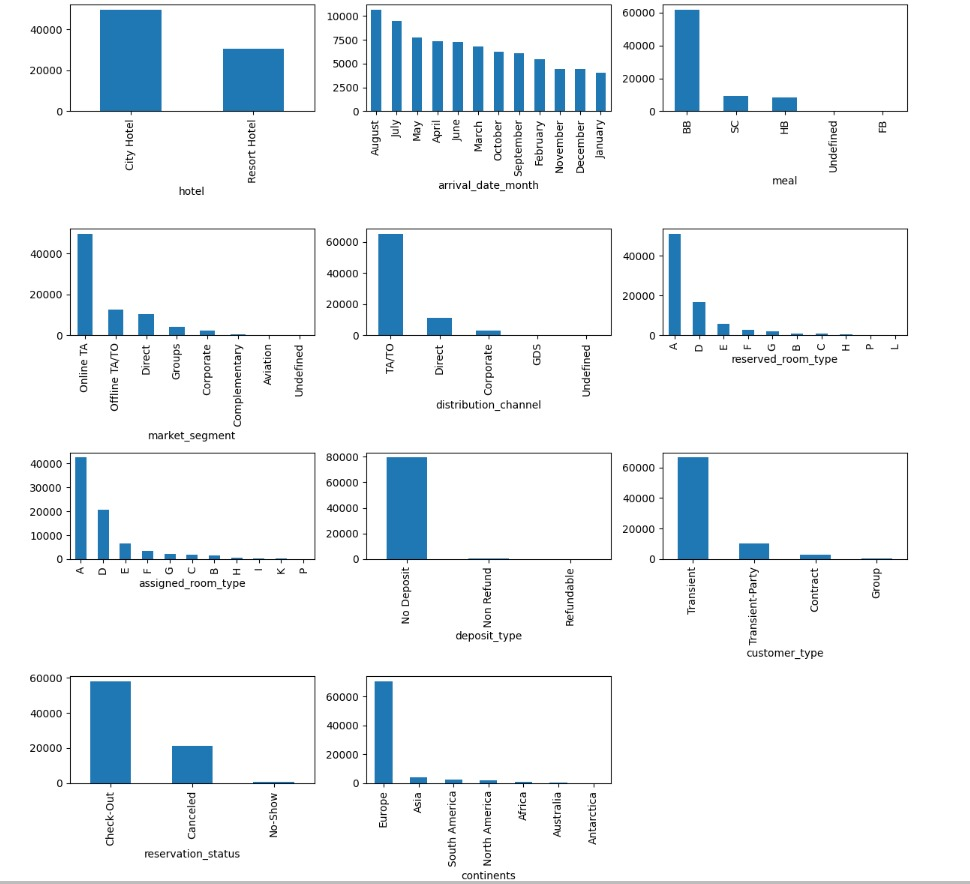 40000
20000
0
City Hotel
Resort Hotel
hotel
10000
7500
5000
2500
0
August
July
May
April
June
March
October
September
February
November
December
January
arrival_date_month
60000
40000
20000
0
BB
SC
HB
Undefined
FB
meal
40000
20000
0
Online TA
Offline TA/TO
Direct
Groups
Corporate
Complementary
Aviation
Undefined
market_segment
60000
40000
20000
0
TA/TO
Direct
Corporate
GDS
Undefined
distribution_channel
40000
20000
0
A
D
E
F
G
B
C
H
P
L
reserved_room_type
40000
30000
20000
10000
0
A
D
E
F
G
C
B
H
I
K
P
assigned_room_type
80000
60000
40000
20000
0
No Deposit
Non Refund
Refundable
deposit_type
60000
40000
20000
0
Transient
Transient-Party
Contract
Group
customer_type
60000
40000
20000
0
Check-Out
Canceled
No-Show
reservation_status
60000
40000
20000
0
Europe
Asia
South America
North America
Africa
Australia
Antarctica
continents